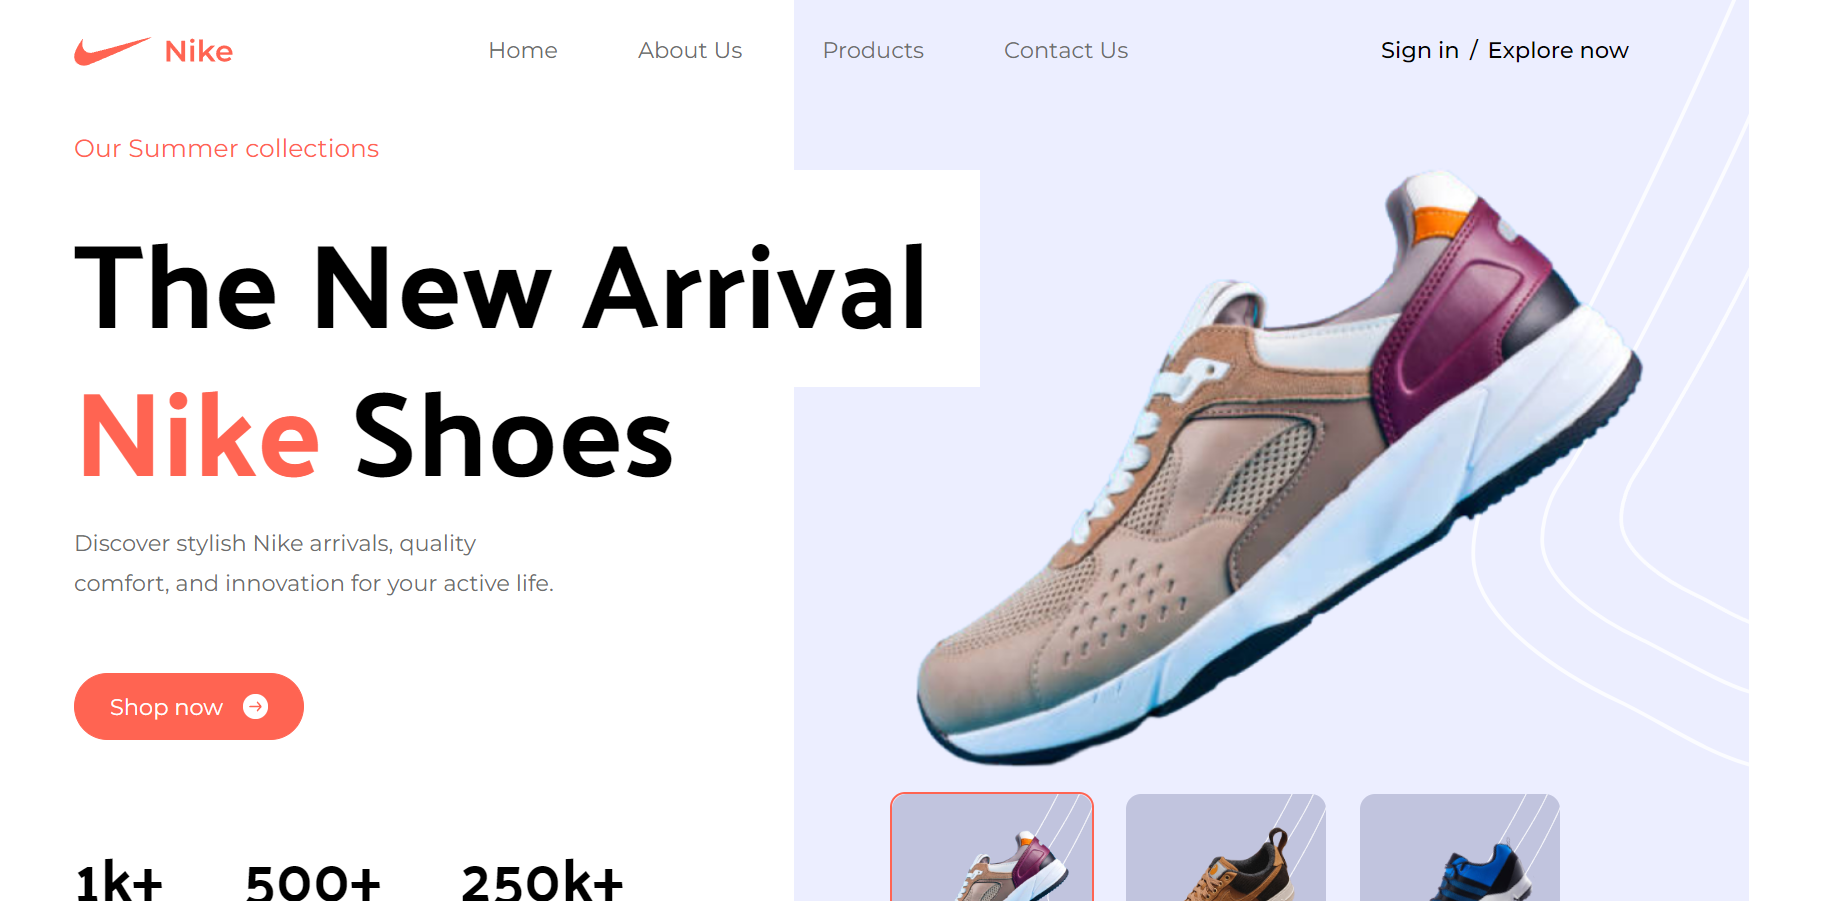 Nike
Home About Us Products Contact Us Sign in / Explore now
Our Summer collections
The New Arrival
Nike Shoes
Discover stylish Nike arrivals, quality
comfort, and innovation for your active life.
Shop now
1k+ 500+ 250k+